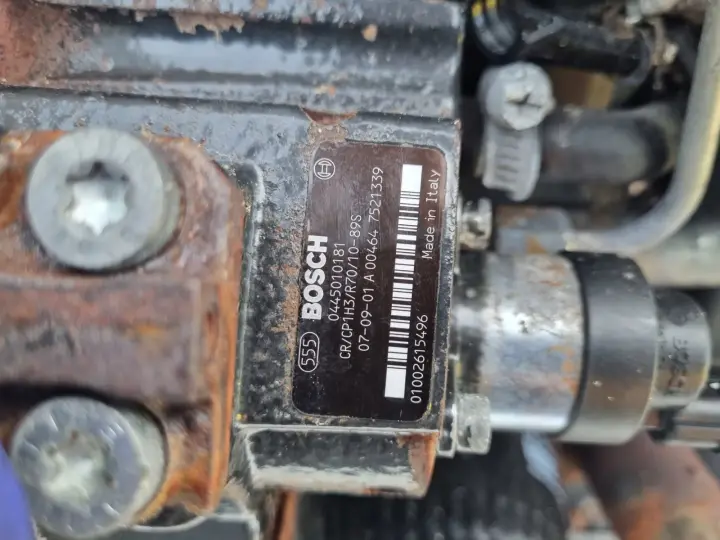 555 BOSCH
0445010181
CR/CP1H3/R70/10-89S
07-09-01 A 00464 7521339
01002615496 Made in Italy